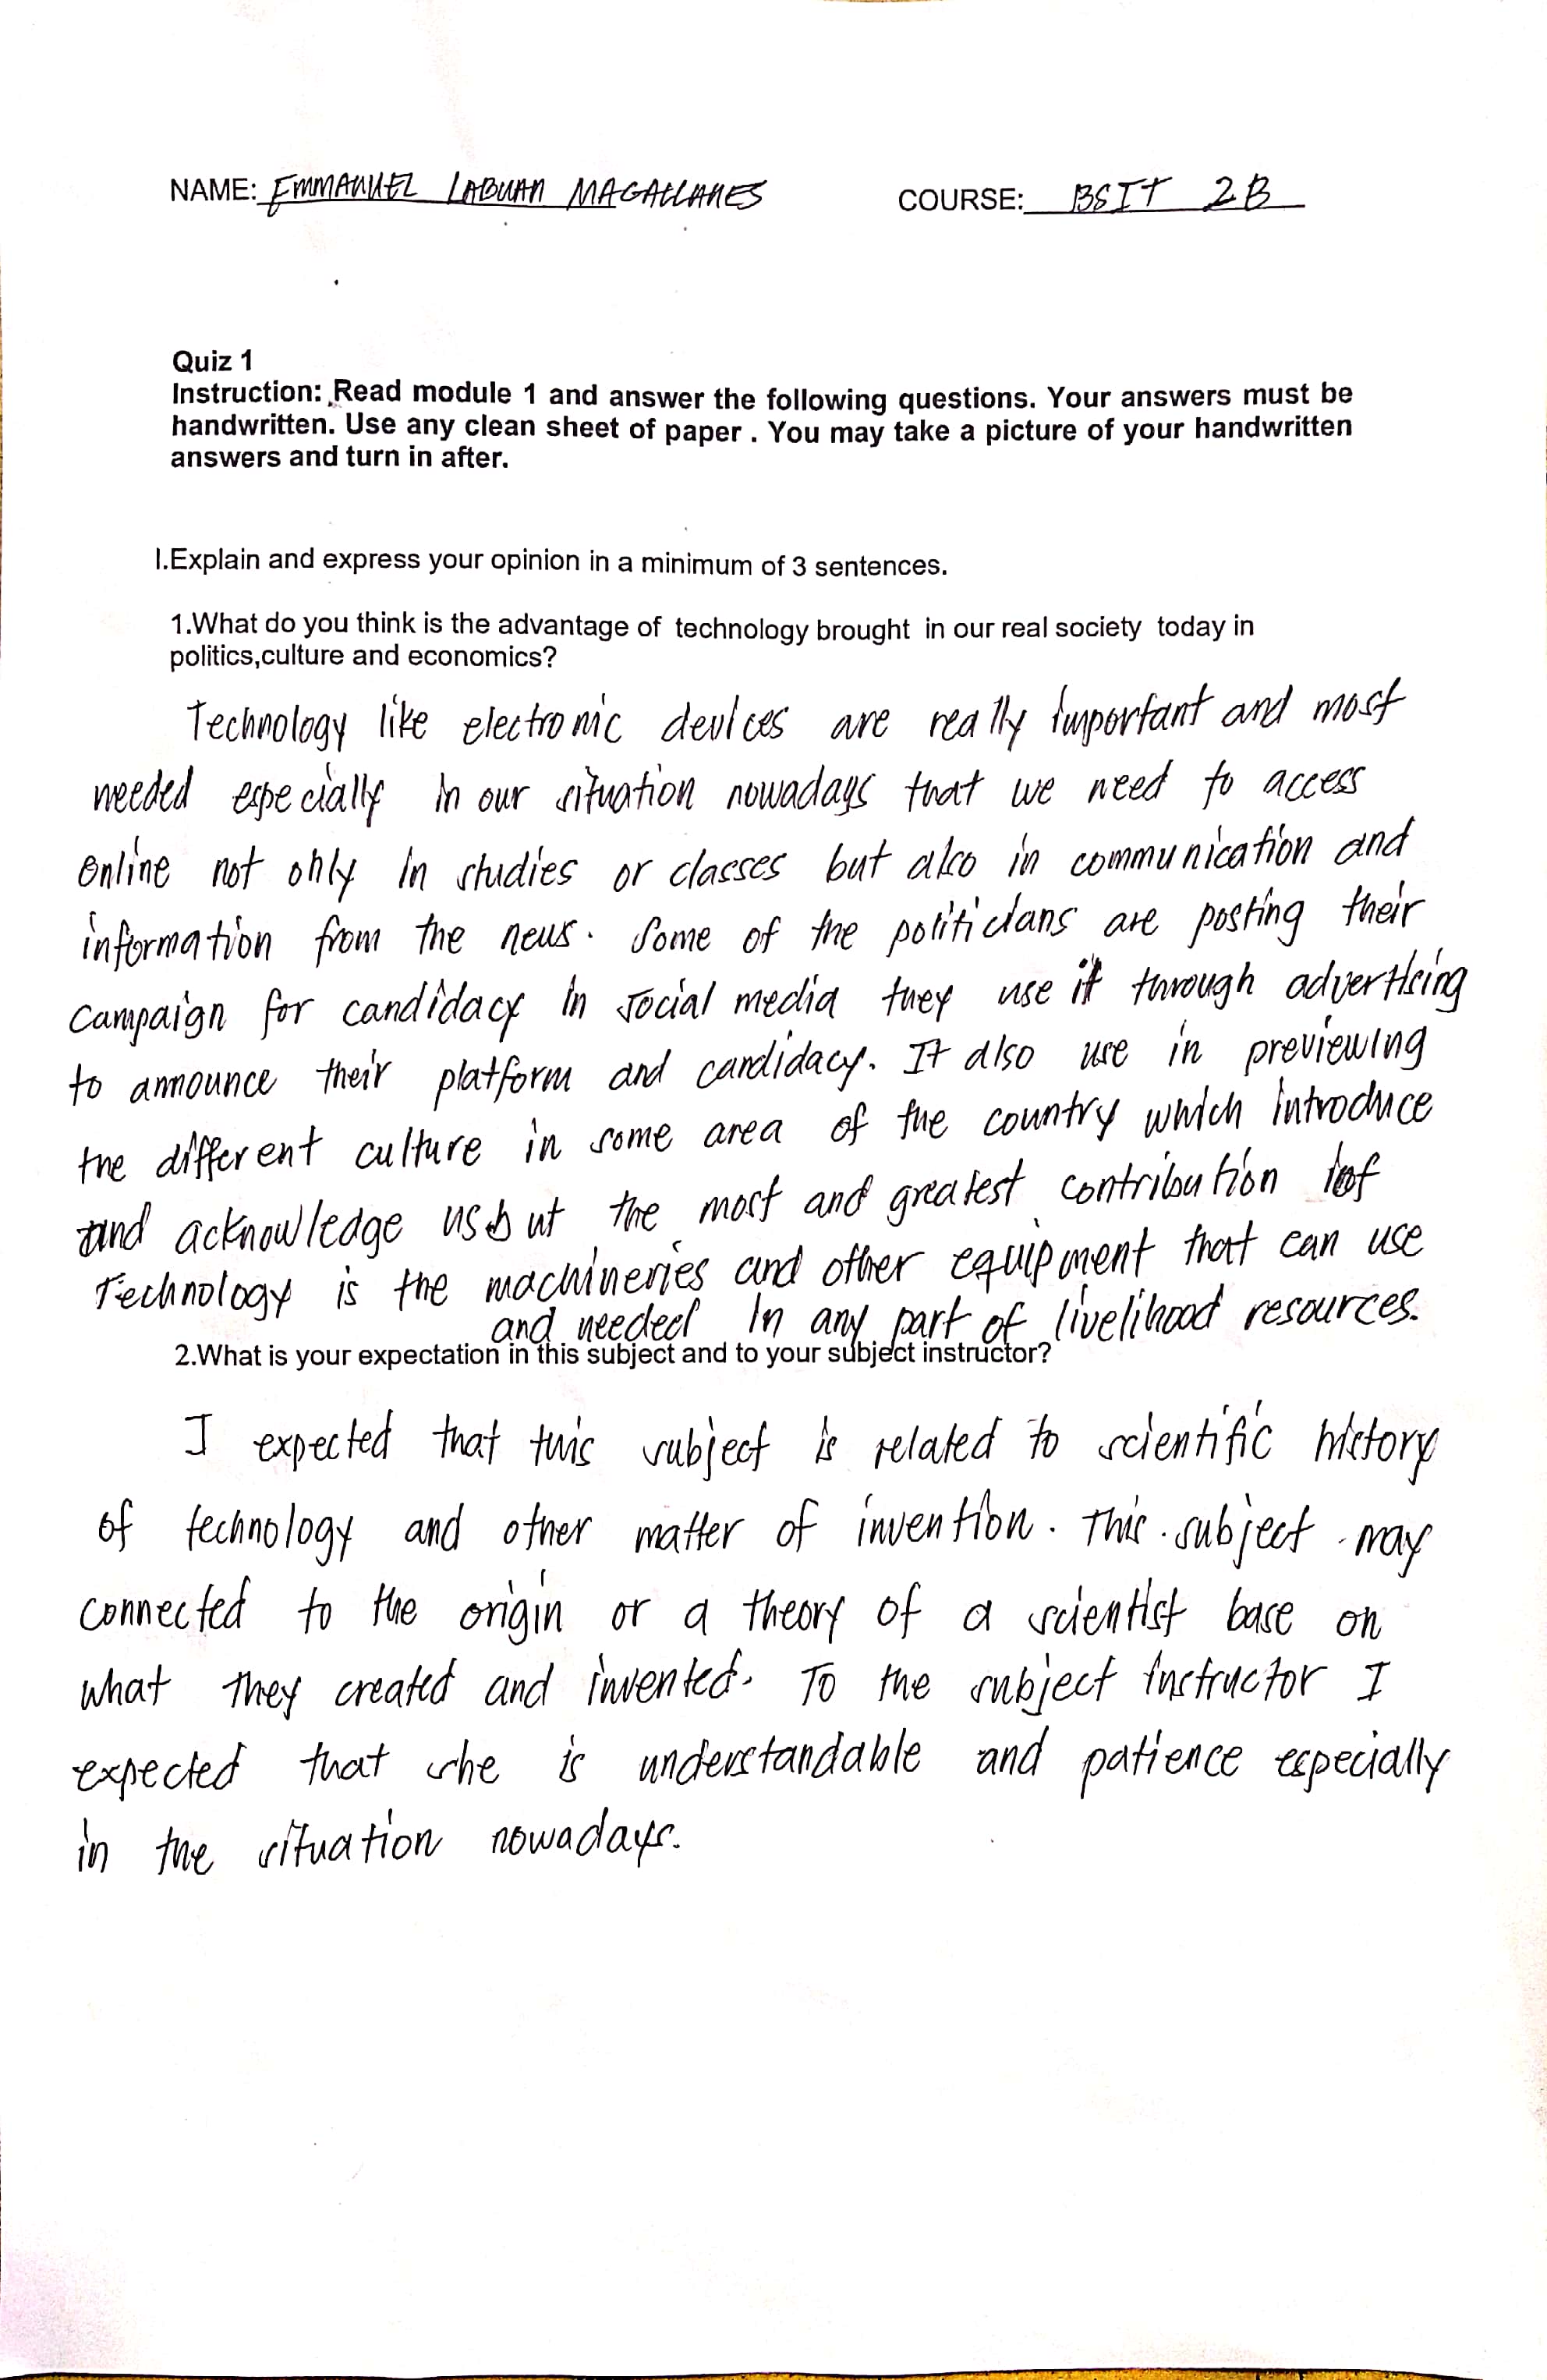 NAME: EMMANUEL LABUAN MAGALLANES COURSE: BSIT 2B
Quiz 1
Instruction: Read module 1 and answer the following questions. Your answers must be
handwritten. Use any clean sheet of paper . You may take a picture of your handwritten
answers and turn in after.
I.Explain and express your opinion in a minimum of 3 sentences.
1.What do you think is the advantage of technology brought in our real society today in
politics,culture and economics?
Technology like electronic devices are really important and most
needed especially in our situation nowadays that we need to access
online not only in studies or classes but also in communication and
information from the news. Some of the politicians are posting their
campaign for candidacy in social media they use it through advertising
to announce their platform and candidacy. It also use in previewing
the different culture in some area of the country which introduce
and acknowledge us but the most and greatest contribution of
Technology is the machineries and other equipment that can use
and needed in any part of livelihood resources.
2.What is your expectation in this subject and to your subject instructor?
I expected that this subject is related to scientific history
of technology and other matter of invention. This subject may
connected to the origin or a theory of a scientist base on
what they created and invented. To the subject instructor I
expected that she is understandable and patience especially
in the situation nowadays.